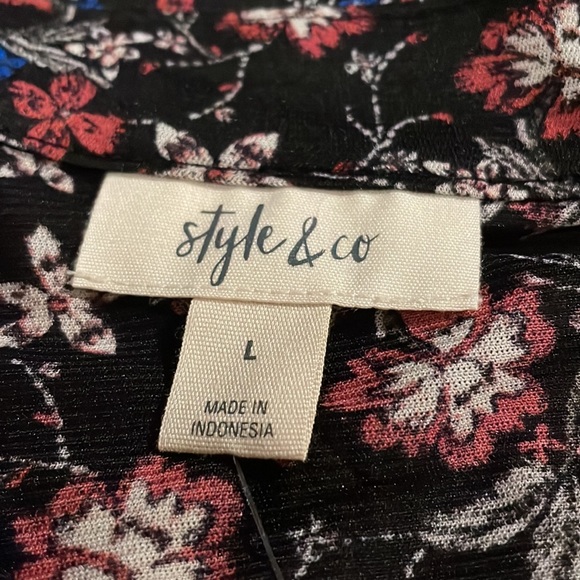 style & co
L
MADE IN
INDONESIA